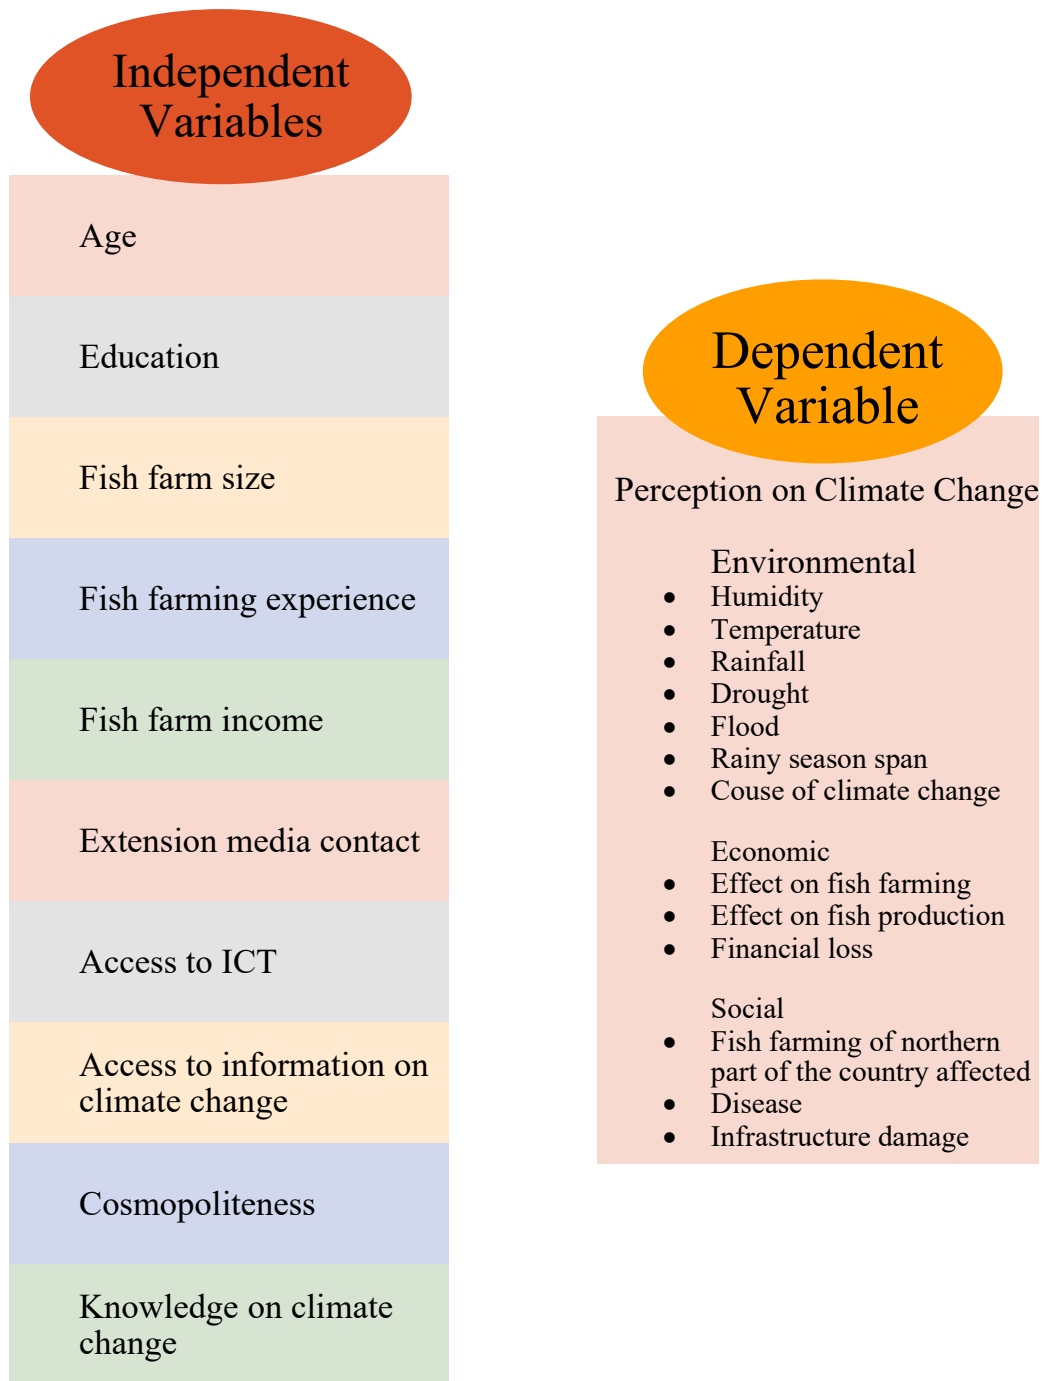 Independent
Variables
Age
Education
Fish farm size
Fish farming experience
Fish farm income
Extension media contact
Access to ICT
Access to information on
climate change
Cosmopoliteness
Knowledge on climate
change
Dependent
Variable
Perception on Climate Change
Environmental
• Humidity
• Temperature
• Rainfall
• Drought
• Flood
• Rainy season span
• Couse of climate change
Economic
• Effect on fish farming
• Effect on fish production
• Financial loss
Social
• Fish farming of northern
part of the country affected
• Disease
• Infrastructure damage